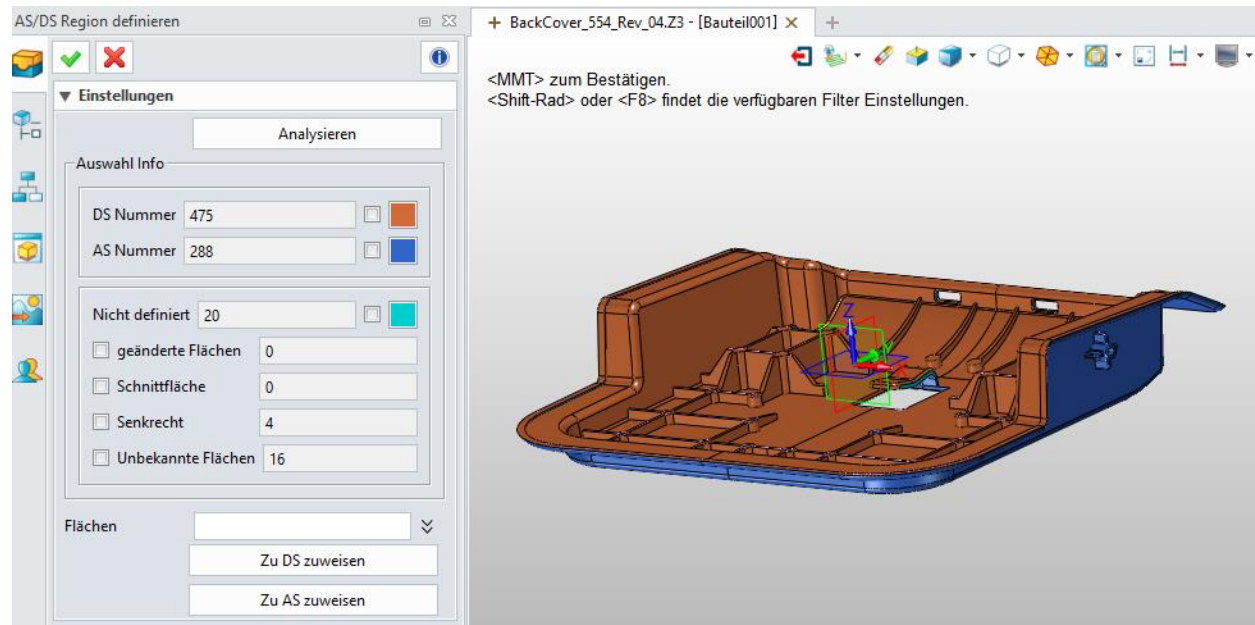 AS/DS Region definieren
Einstellungen
Analysieren
Auswahl Info
DS Nummer 475
AS Nummer 288
Nicht definiert 20
geänderte Flächen 0
Schnittfläche 0
Senkrecht 4
Unbekannte Flächen 16
Flächen
Zu DS zuweisen
Zu AS zuweisen
BackCover_554_Rev_04.Z3 - [Bauteil001]
<MMT> zum Bestätigen.
<Shift-Rad> oder <F8> findet die verfügbaren Filter Einstellungen.
Z
Y
X